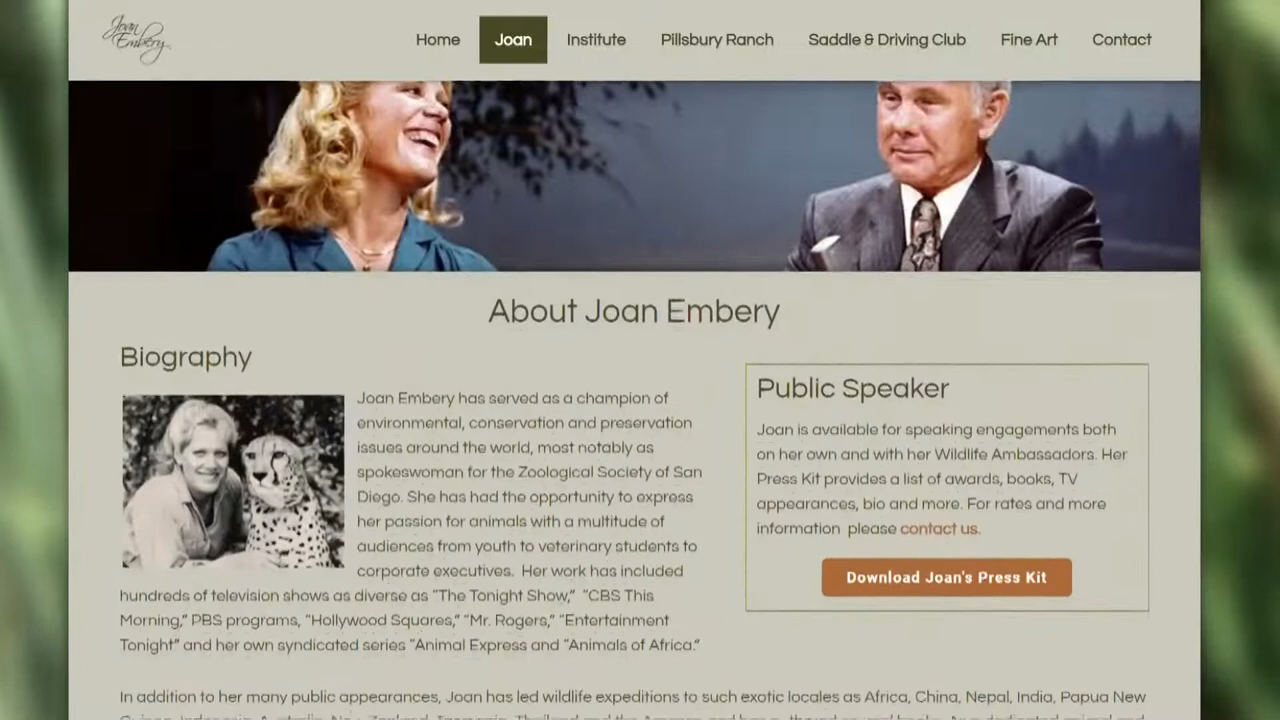 Joan
Embery
Home Joan Institute Pillsbury Ranch Saddle & Driving Club Fine Art Contact
About Joan Embery
Biography
Joan Embery has served as a champion of
environmental, conservation and preservation
issues around the world, most notably as
spokeswoman for the Zoological Society of San
Diego. She has had the opportunity to express
her passion for animals with a multitude of
audiences from youth to veterinary students to
corporate executives.  Her work has included
hundreds of television shows as diverse as “The Tonight Show,”  “CBS This
Morning,” PBS programs, “Hollywood Squares,” “Mr. Rogers,” “Entertainment
Tonight” and her own syndicated series “Animal Express and “Animals of Africa.”
Public Speaker
Joan is available for speaking engagements both
on her own and with her Wildlife Ambassadors. Her
Press Kit provides a list of awards, books, TV
appearances, bio and more. For rates and more
information  please contact us.
Download Joan's Press Kit
In addition to her many public appearances, Joan has led wildlife expeditions to such exotic locales as Africa, China, Nepal, India, Papua New